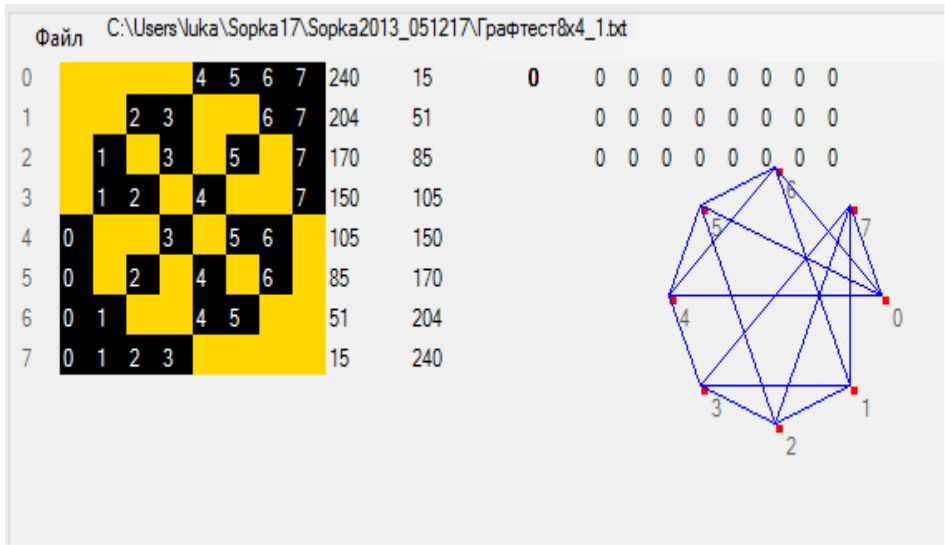 Файл C:\Users\luka\Sopka17\Sopka2013_051217\Графтест8x4_1.txt
0 4 5 6 7 240 15 0 0 0 0 0 0 0 0 0
1 2 3 6 7 204 51 0 0 0 0 0 0 0 0
2 1 3 5 7 170 85 0 0 0 0 0 0 0 0
3 1 2 4 7 150 105
4 0 3 5 6 105 150
5 0 2 4 6 85 170
6 0 1 4 5 51 204
7 0 1 2 3 15 240
6
5 7
4 0
3 1
2